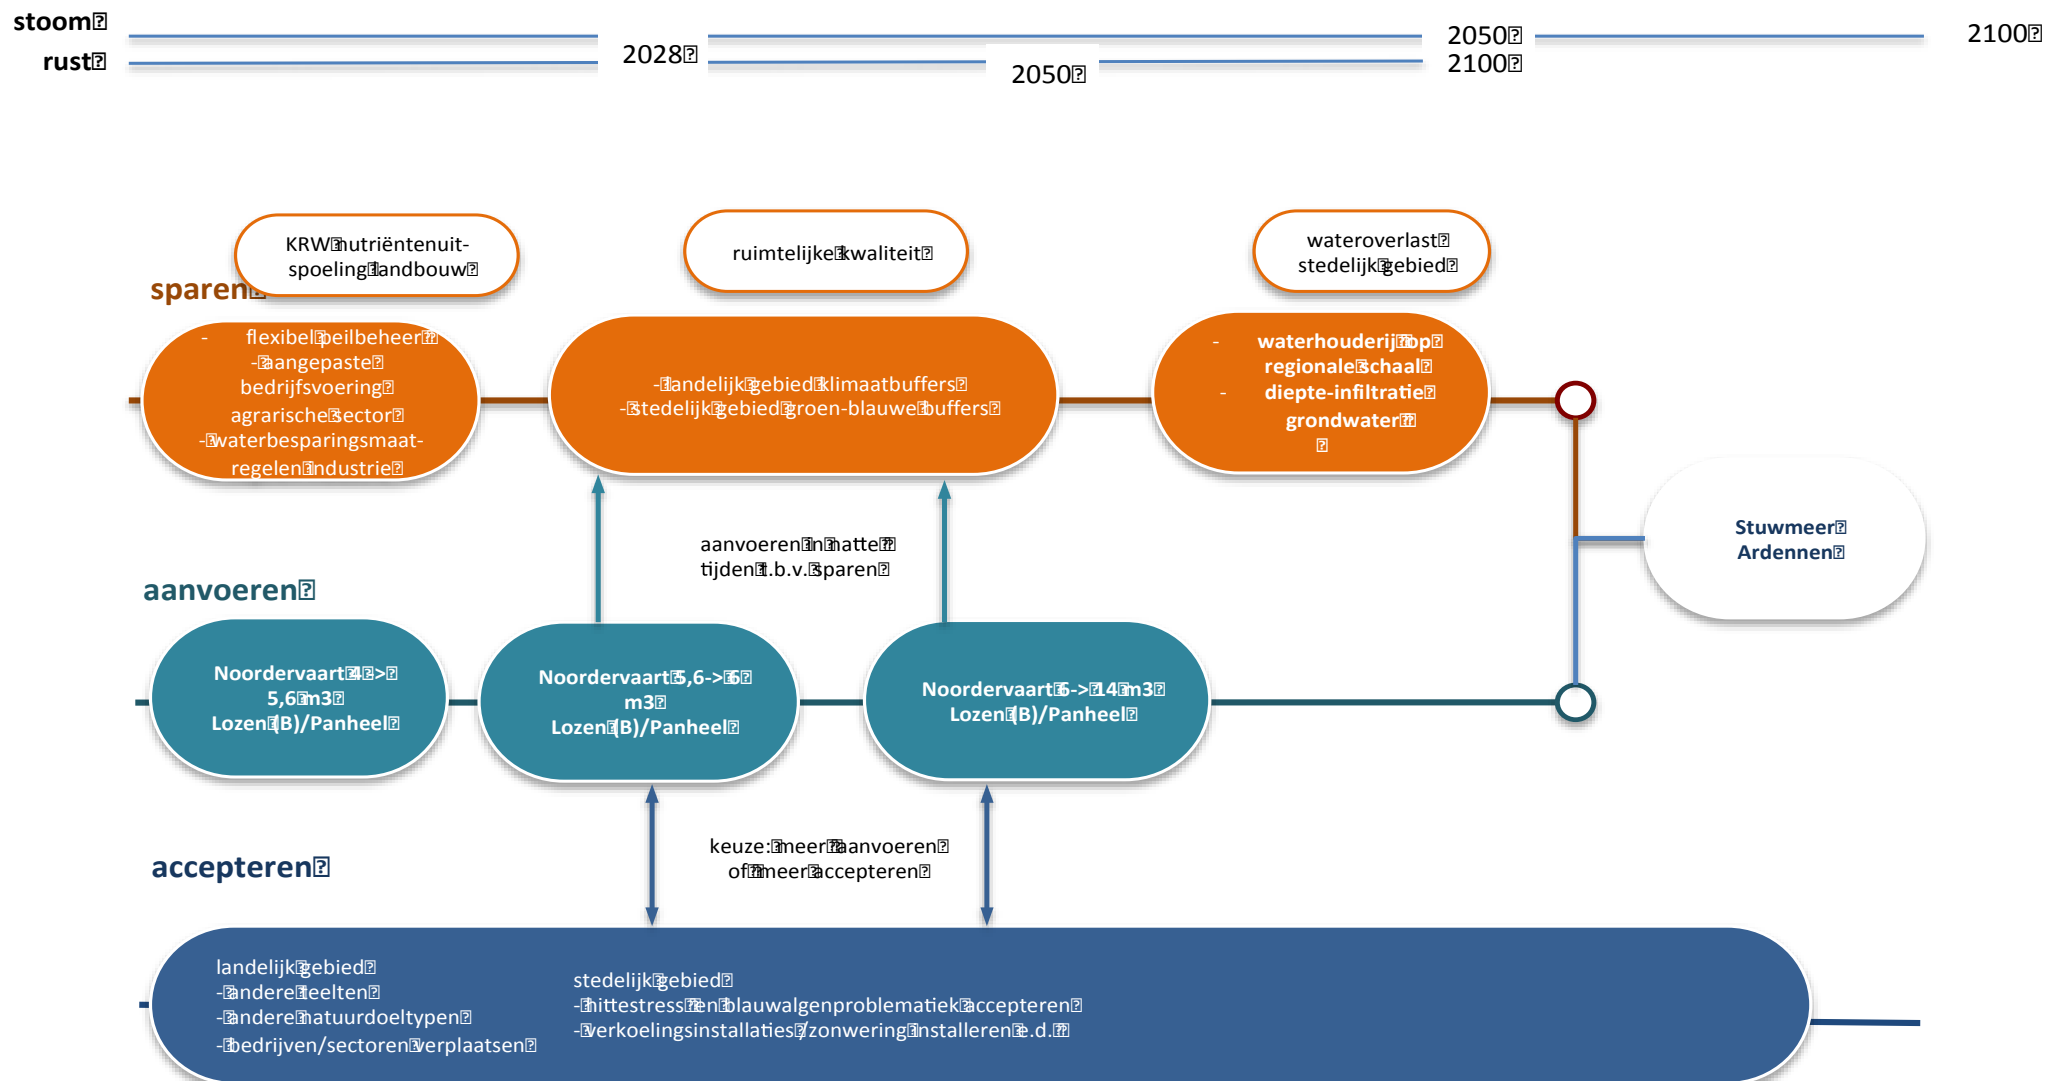 stoom
2050
2100
rust
2028
2050
2100
KRW nutriëntenuit-
spoeling landbouw
ruimtelijke kwaliteit
wateroverlast
stedelijk gebied
sparen
- flexibel peilbeheer
- aangepaste
bedrijfsvoering
agrarische sector
- waterbesparingsmaat-
regelen industrie
- landelijk gebied klimaatbuffers
- stedelijk gebied groen-blauwe buffers
- waterhouderij op
regionale schaal
- diepte-infiltratie
grondwater
aanvoeren in natte
tijden t.b.v. sparen
Stuwmeer
Ardennen
aanvoeren
Noordervaart 4 ->
5,6 m3
Lozen (B)/Panheel
Noordervaart 5,6-> 6
m3
Lozen (B)/Panheel
Noordervaart 6-> 14 m3
Lozen (B)/Panheel
keuze: meer aanvoeren
of meer accepteren
accepteren
landelijk gebied
- andere teelten
- andere natuurdoeltypen
- bedrijven/sectoren verplaatsen
stedelijk gebied
- hittestress en blauwalgenproblematiek accepteren
- verkoelingsinstallaties /zonwering installeren e.d.